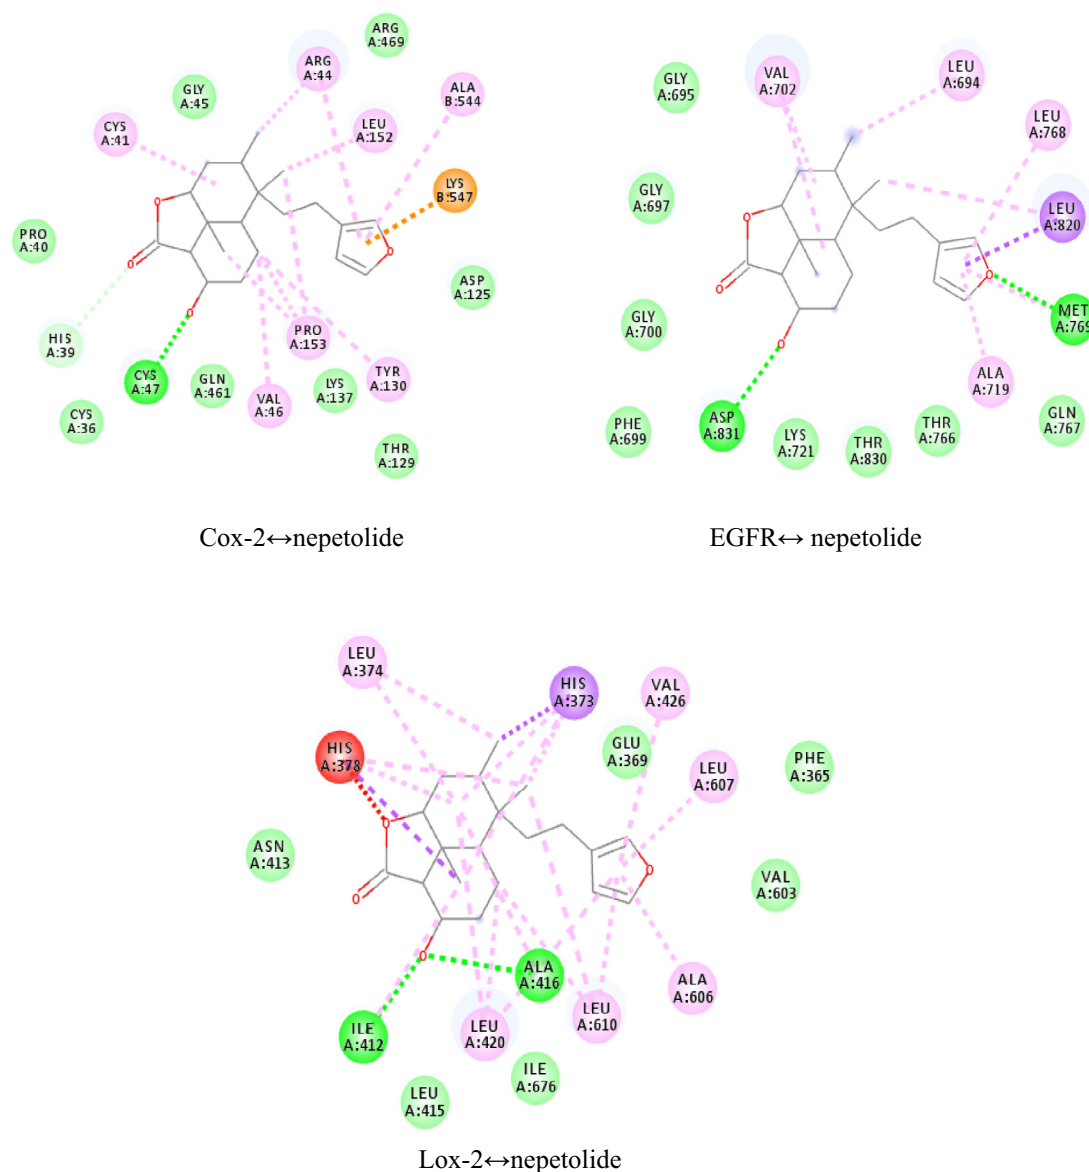 ARG
A:469
ARG
A:44
GLY
A:45
ALA
B:544
CYS
A:41
LEU
A:152
LYS
B:547
O
PRO
A:40
O
O
ASP
A:125
HIS
A:39
O
PRO
A:153
CYS
A:47
GLN
A:461
TYR
A:130
LYS
A:137
VAL
A:46
CYS
A:36
THR
A:129
Cox-2↔nepetolide
VAL
A:702
LEU
A:694
GLY
A:695
LEU
A:768
GLY
A:697
LEU
A:820
O
O
O
MET
A:769
GLY
A:700
O
ALA
A:719
ASP
A:831
PHE
A:699
LYS
A:721
THR
A:830
THR
A:766
GLN
A:767
EGFR↔ nepetolide
LEU
A:374
HIS
A:373
VAL
A:426
GLU
A:369
HIS
A:378
PHE
A:365
LEU
A:607
O
ASN
A:413
O
O
VAL
A:603
O
ALA
A:416
ALA
A:606
LEU
A:610
ILE
A:412
LEU
A:420
ILE
A:676
LEU
A:415
Lox-2↔nepetolide